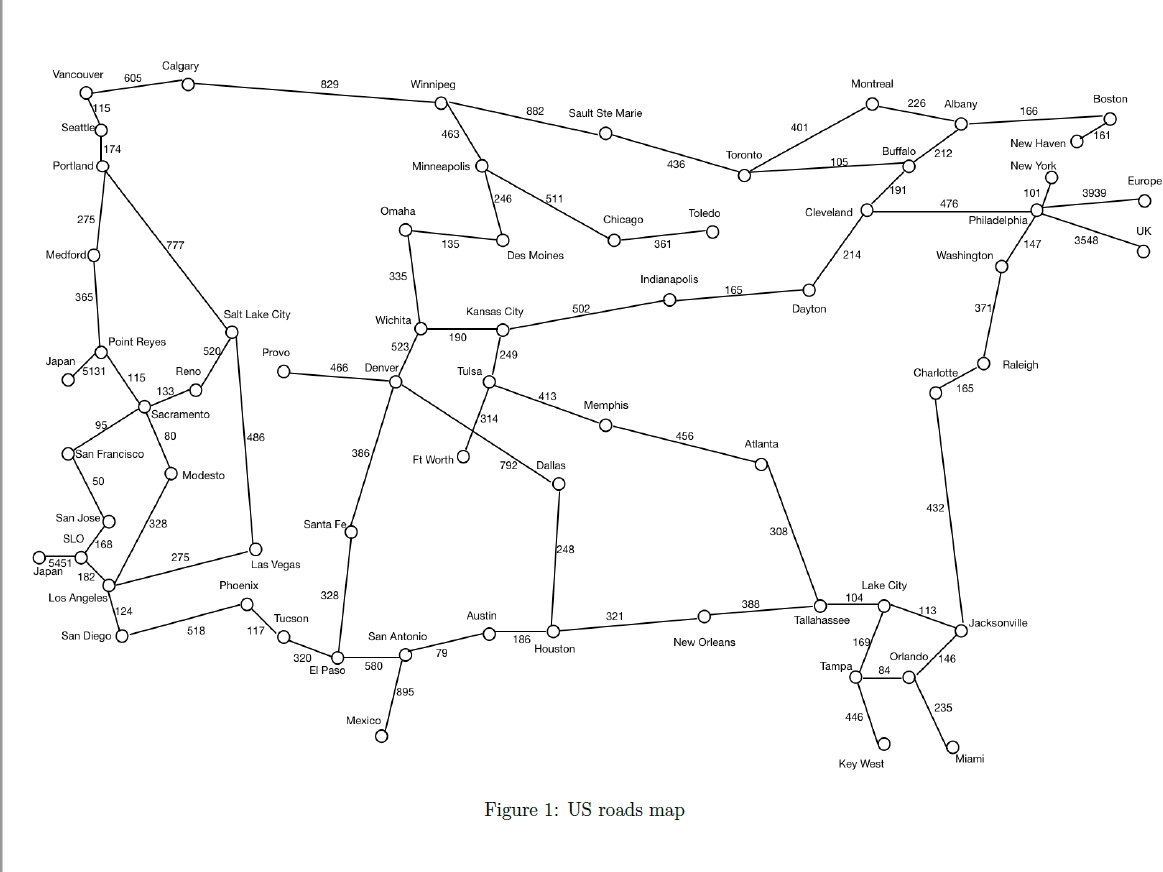 Calgary
Vancouver
605
829
Winnipeg
Montreal
Albany
Boston
115
882
Sault Ste Marie
226
166
Seattle
463
401
New Haven
161
174
Toronto
Buffalo
212
Portland
Minneapolis
436
105
New York
191
101
3939
Europe
246
511
476
275
Omaha
Chicago
Toledo
Cleveland
Philadelphia
UK
777
135
361
147
3548
Medford
Des Moines
214
Washington
335
Indianapolis
365
165
371
502
Dayton
Salt Lake City
Wichita
Kansas City
190
Point Reyes
523
249
520
Provo
Japan
5131
Reno
466
Denver
Tulsa
Raleigh
115
133
Charlotte
165
413
Sacramento
Memphis
95
80
314
486
456
Atlanta
San Francisco
386
Ft Worth
792
Dallas
50
Modesto
432
San Jose
328
Santa Fe
308
SLO
168
248
5451
275
Japan
182
Las Vegas
Los Angeles
Phoenix
328
Lake City
124
104
388
113
Tucson
Austin
321
Tallahassee
Jacksonville
San Diego
518
117
San Antonio
186
New Orleans
169
320
79
Houston
Orlando
146
El Paso
580
Tampa
84
895
235
Mexico
446
Key West
Miami
Figure 1: US roads map